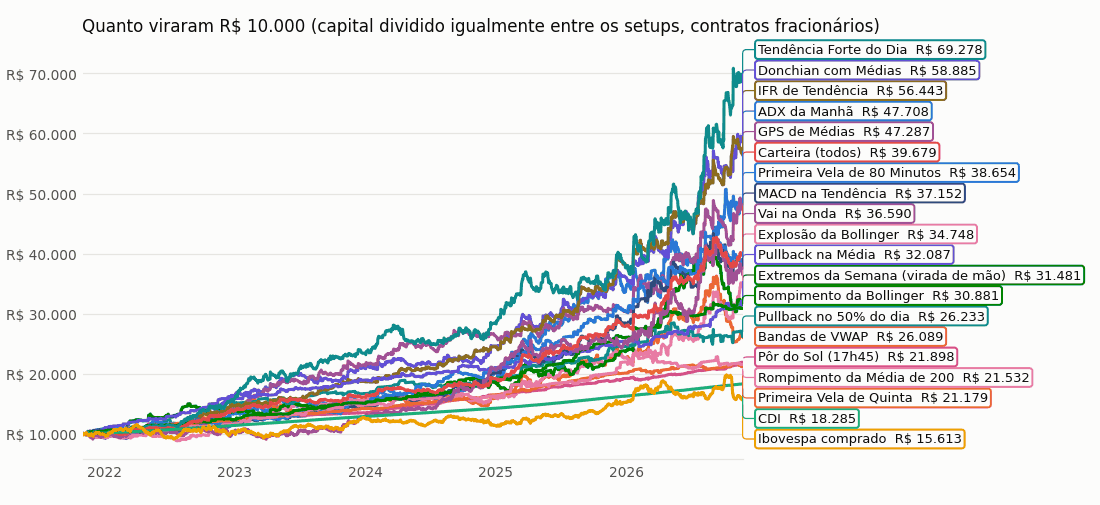 Quanto viraram R$ 10.000 (capital dividido igualmente entre os setups, contratos fracionários)
R$ 70.000
R$ 60.000
R$ 50.000
R$ 40.000
R$ 30.000
R$ 20.000
R$ 10.000
2022
2023
2024
2025
2026
Tendência Forte do Dia R$ 69.278
Donchian com Médias R$ 58.885
IFR de Tendência R$ 56.443
ADX da Manhã R$ 47.708
GPS de Médias R$ 47.287
Carteira (todos) R$ 39.679
Primeira Vela de 80 Minutos R$ 38.654
MACD na Tendência R$ 37.152
Vai na Onda R$ 36.590
Explosão da Bollinger R$ 34.748
Pullback na Média R$ 32.087
Extremos da Semana (virada de mão) R$ 31.481
Rompimento da Bollinger R$ 30.881
Pullback no 50% do dia R$ 26.233
Bandas de VWAP R$ 26.089
Pôr do Sol (17h45) R$ 21.898
Rompimento da Média de 200 R$ 21.532
Primeira Vela de Quinta R$ 21.179
CDI R$ 18.285
Ibovespa comprado R$ 15.613